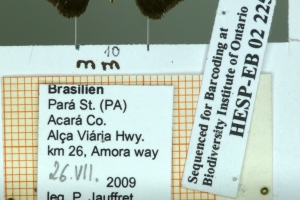 10
mm
Brasilien
Pará St. (PA)
Acará Co.
Alça Viária Hwy.
km 26, Amora way
26.VII. 2009
leg. P. Jauffret
Sequenced for Barcoding at
Biodiversity Institute of Ontario
HESP-EB 02 225